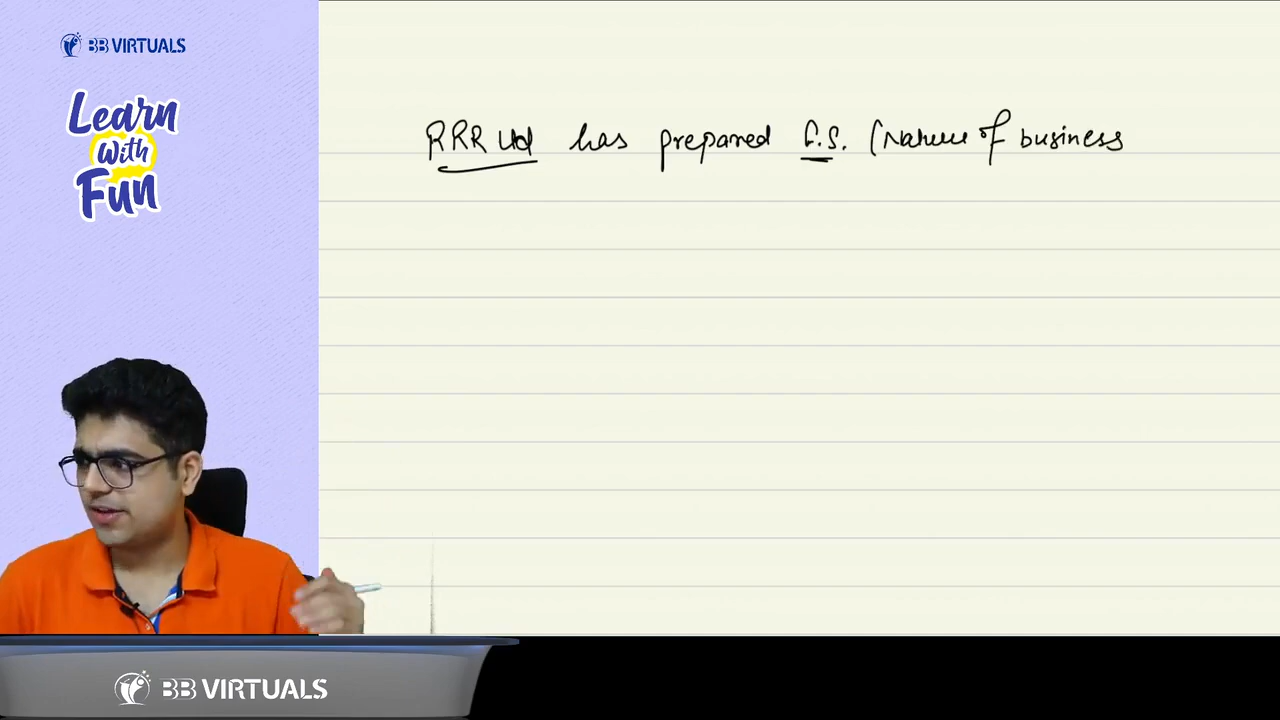 BB VIRTUALS
Learn
With
Fun
RRR Ltd has prepared F.S. (Nature of business
BB VIRTUALS